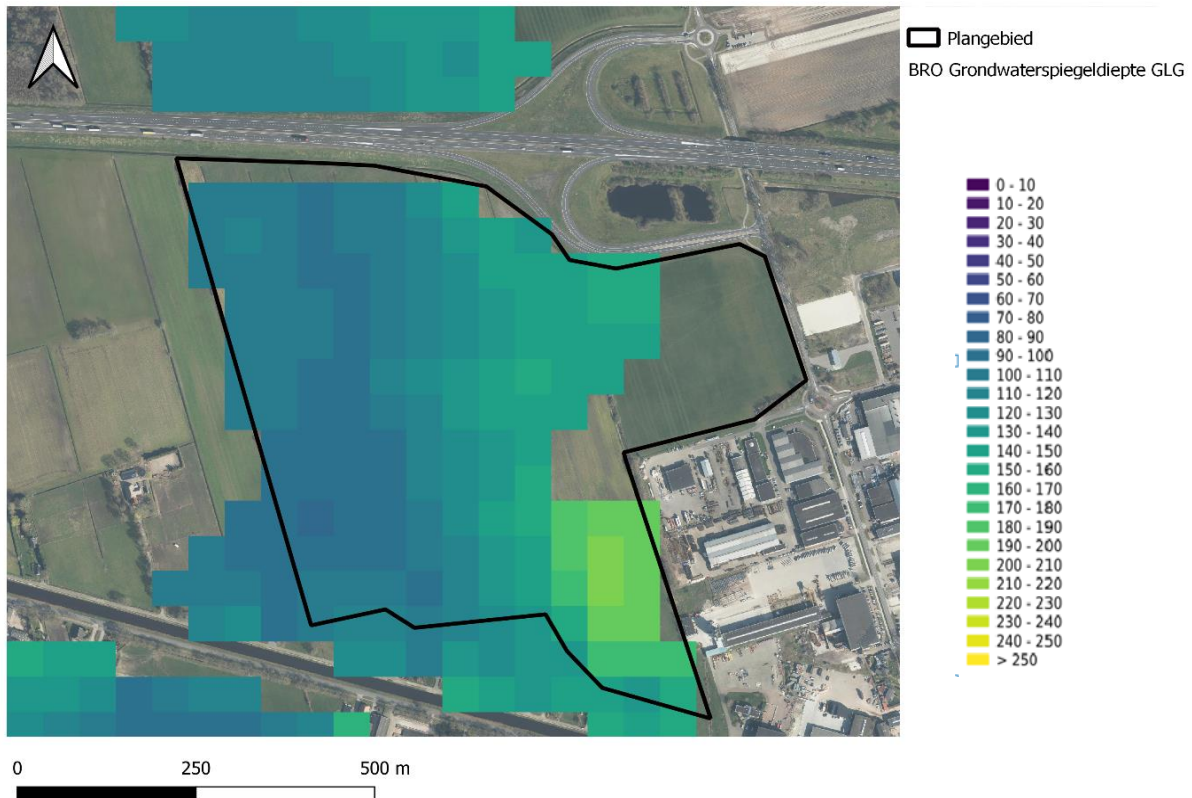 Plangebied
BRO Grondwaterspiegeldiepte GLG
0 - 10
10 - 20
20 - 30
30 - 40
40 - 50
50 - 60
60 - 70
70 - 80
80 - 90
90 - 100
100 - 110
110 - 120
120 - 130
130 - 140
140 - 150
150 - 160
160 - 170
170 - 180
180 - 190
190 - 200
200 - 210
210 - 220
220 - 230
230 - 240
240 - 250
> 250
0 250 500 m